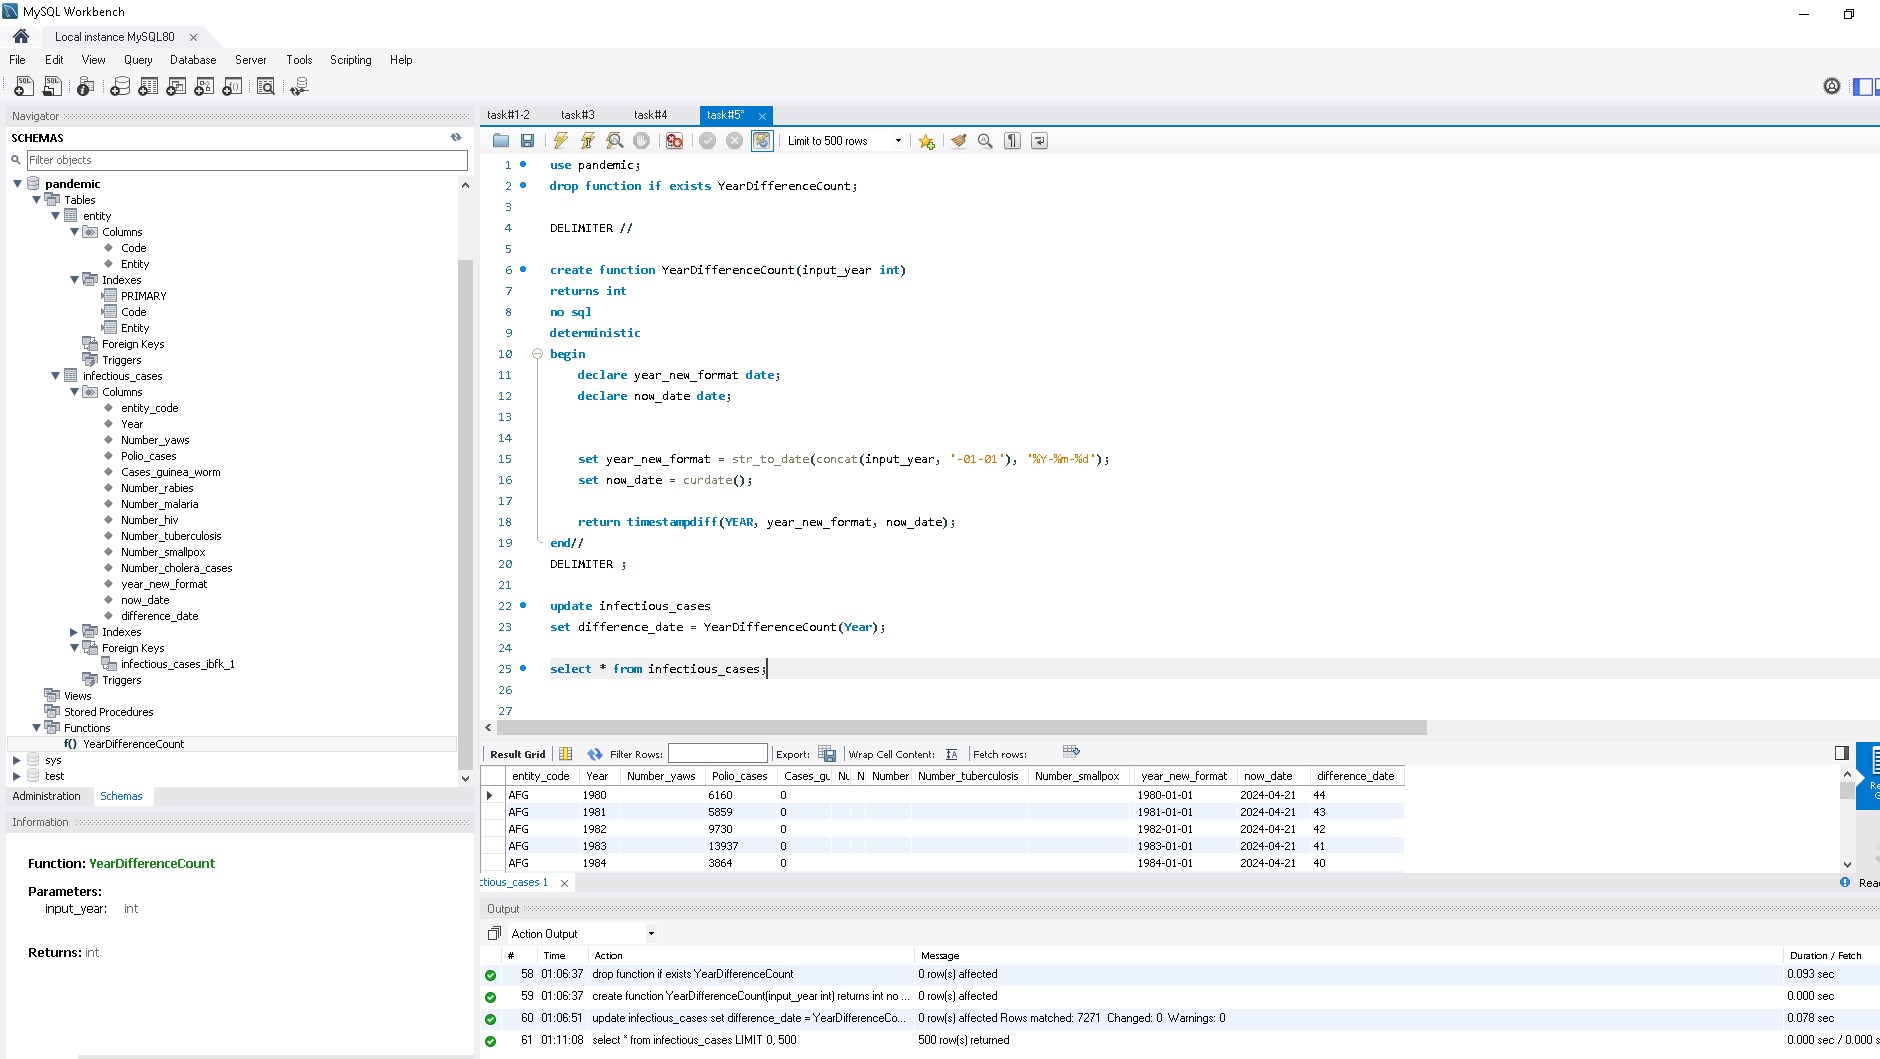 MySQL Workbench
Local instance MySQL80
File Edit View Query Database Server Tools Scripting Help
Navigator
SCHEMAS
Filter objects
pandemic
Tables
entity
Columns
Code
Entity
Indexes
PRIMARY
Code
Entity
Foreign Keys
Triggers
infectious_cases
Columns
entity_code
Year
Number_yaws
Polio_cases
Cases_guinea_worm
Number_rabies
Number_malaria
Number_hiv
Number_tuberculosis
Number_smallpox
Number_cholera_cases
year_new_format
now_date
difference_date
Indexes
Foreign Keys
infectious_cases_ibfk_1
Triggers
Views
Stored Procedures
Functions
f() YearDifferenceCount
sys
test
Administration Schemas
Information
Function: YearDifferenceCount
Parameters:
input_year: int
Returns: int
task#1-2 task#3 task#4 task#5*
Limit to 500 rows
1 use pandemic;
2 drop function if exists YearDifferenceCount;
3
4 DELIMITER //
5
6 create function YearDifferenceCount(input_year int)
7 returns int
8 no sql
9 deterministic
10 begin
11 declare year_new_format date;
12 declare now_date date;
13
14
15 set year_new_format = str_to_date(concat(input_year, '-01-01'), '%Y-%m-%d');
16 set now_date = curdate();
17
18 return timestampdiff(YEAR, year_new_format, now_date);
19 end//
20 DELIMITER ;
21
22 update infectious_cases
23 set difference_date = YearDifferenceCount(Year);
24
25 select * from infectious_cases;
26
27
Result Grid Filter Rows: Export: Wrap Cell Content: Fetch rows:
entity_code Year Number_yaws Polio_cases Cases_gu Nu N Number Number_tuberculosis Number_smallpox year_new_format now_date difference_date
AFG 1980 6160 0 1980-01-01 2024-04-21 44
AFG 1981 5859 0 1981-01-01 2024-04-21 43
AFG 1982 9730 0 1982-01-01 2024-04-21 42
AFG 1983 13937 0 1983-01-01 2024-04-21 41
AFG 1984 3864 0 1984-01-01 2024-04-21 40
ctious_cases 1
Output
Action Output
# Time Action Message Duration / Fetch
58 01:06:37 drop function if exists YearDifferenceCount 0 row(s) affected 0.093 sec
59 01:06:37 create function YearDifferenceCount(input_year int) returns int no ... 0 row(s) affected 0.000 sec
60 01:06:51 update infectious_cases set difference_date = YearDifferenceCo... 0 row(s) affected Rows matched: 7271 Changed: 0 Warnings: 0 0.078 sec
61 01:11:08 select * from infectious_cases LIMIT 0, 500 500 row(s) returned 0.000 sec / 0.000 s